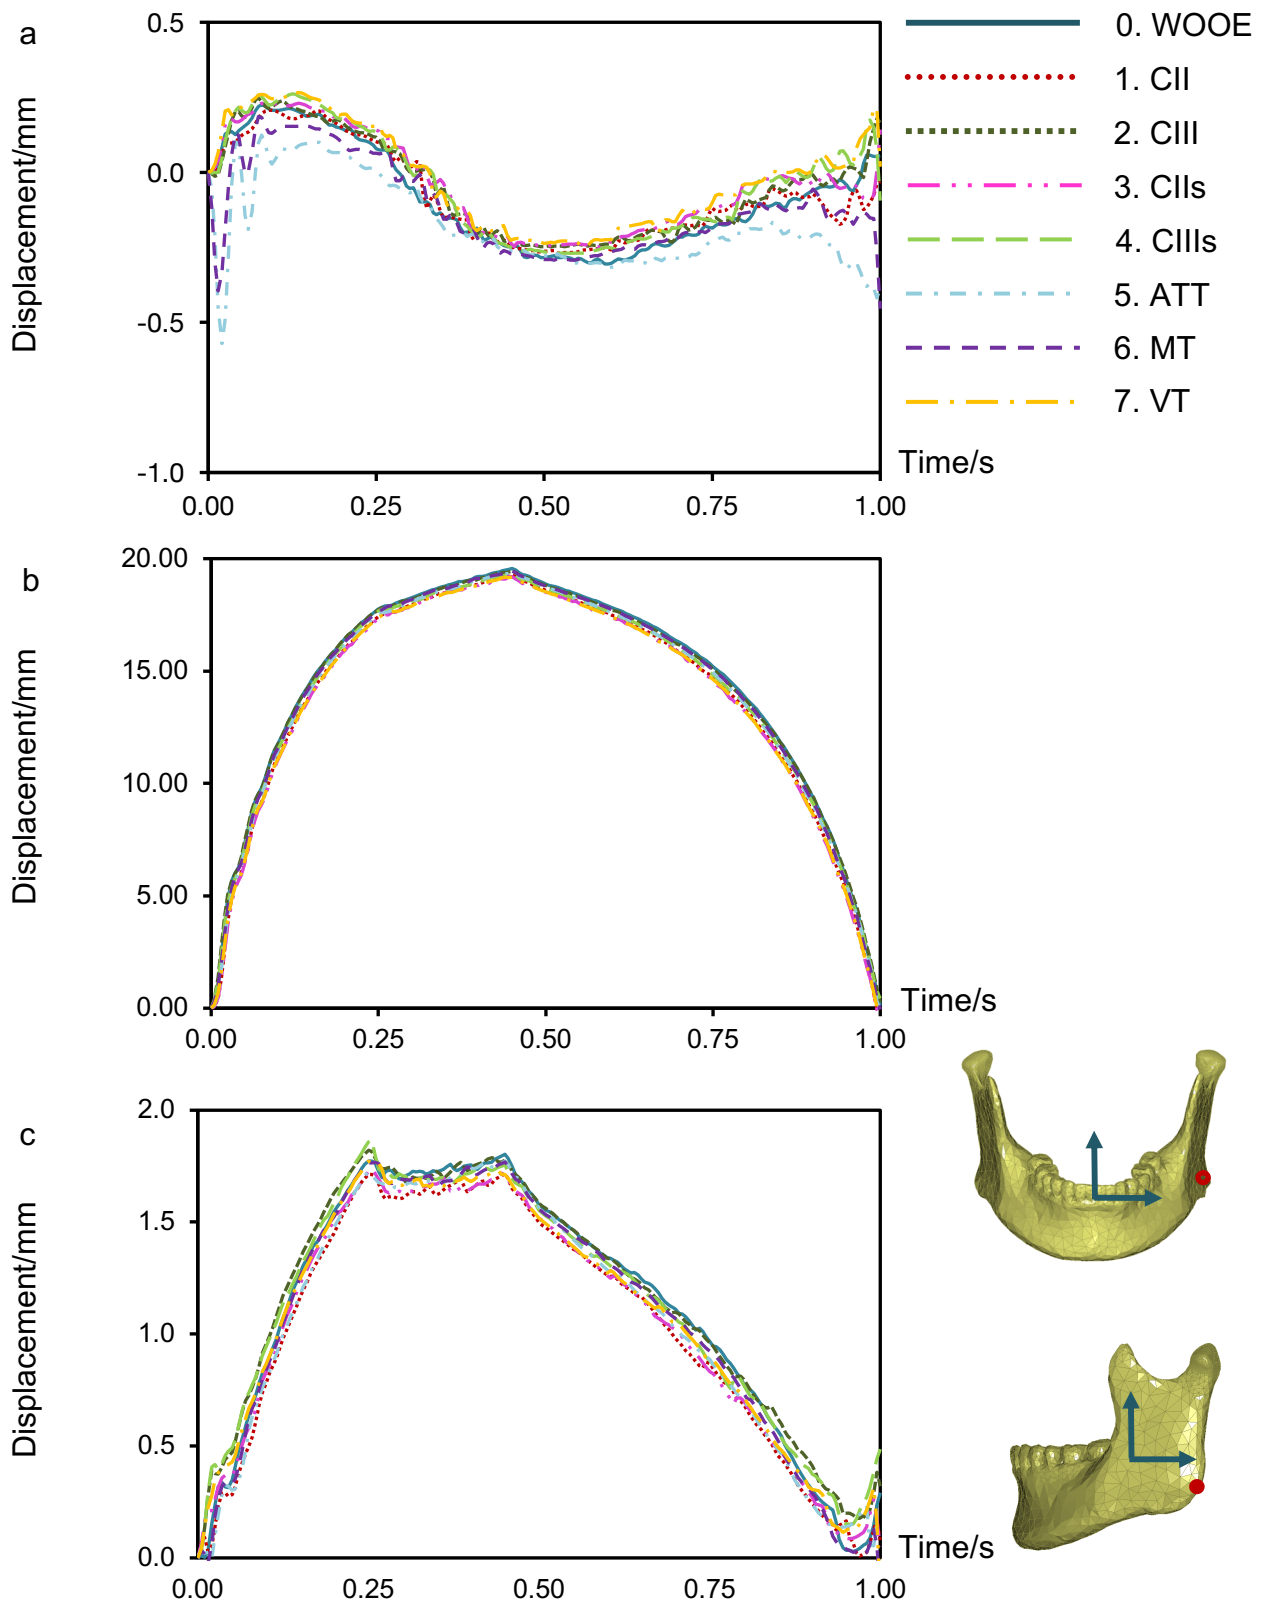 a
0.5
0.0
-0.5
-1.0
Displacement/mm
0.00 0.25 0.50 0.75 1.00
Time/s
0. WOOE
1. CII
2. CIII
3. CIIs
4. CIIIs
5. ATT
6. MT
7. VT
b
20.00
15.00
10.00
5.00
0.00
Displacement/mm
0.00 0.25 0.50 0.75 1.00
Time/s
c
2.0
1.5
1.0
0.5
0.0
Displacement/mm
0.00 0.25 0.50 0.75 1.00
Time/s